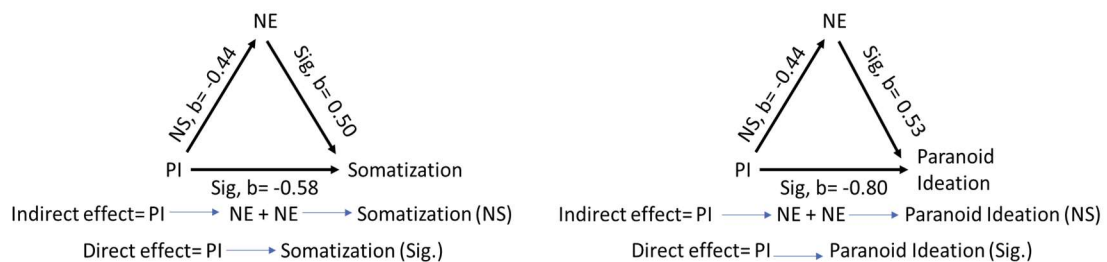 NE
NS, b= -0.44
Sig, b= 0.50
PI
Somatization
Sig, b= -0.58
Indirect effect= PI NE + NE Somatization (NS)
Direct effect= PI Somatization (Sig.)
NE
NS, b= -0.44
Sig, b= 0.53
PI
Paranoid
Ideation
Sig, b= -0.80
Indirect effect= PI NE + NE Paranoid Ideation (NS)
Direct effect= PI Paranoid Ideation (Sig.)